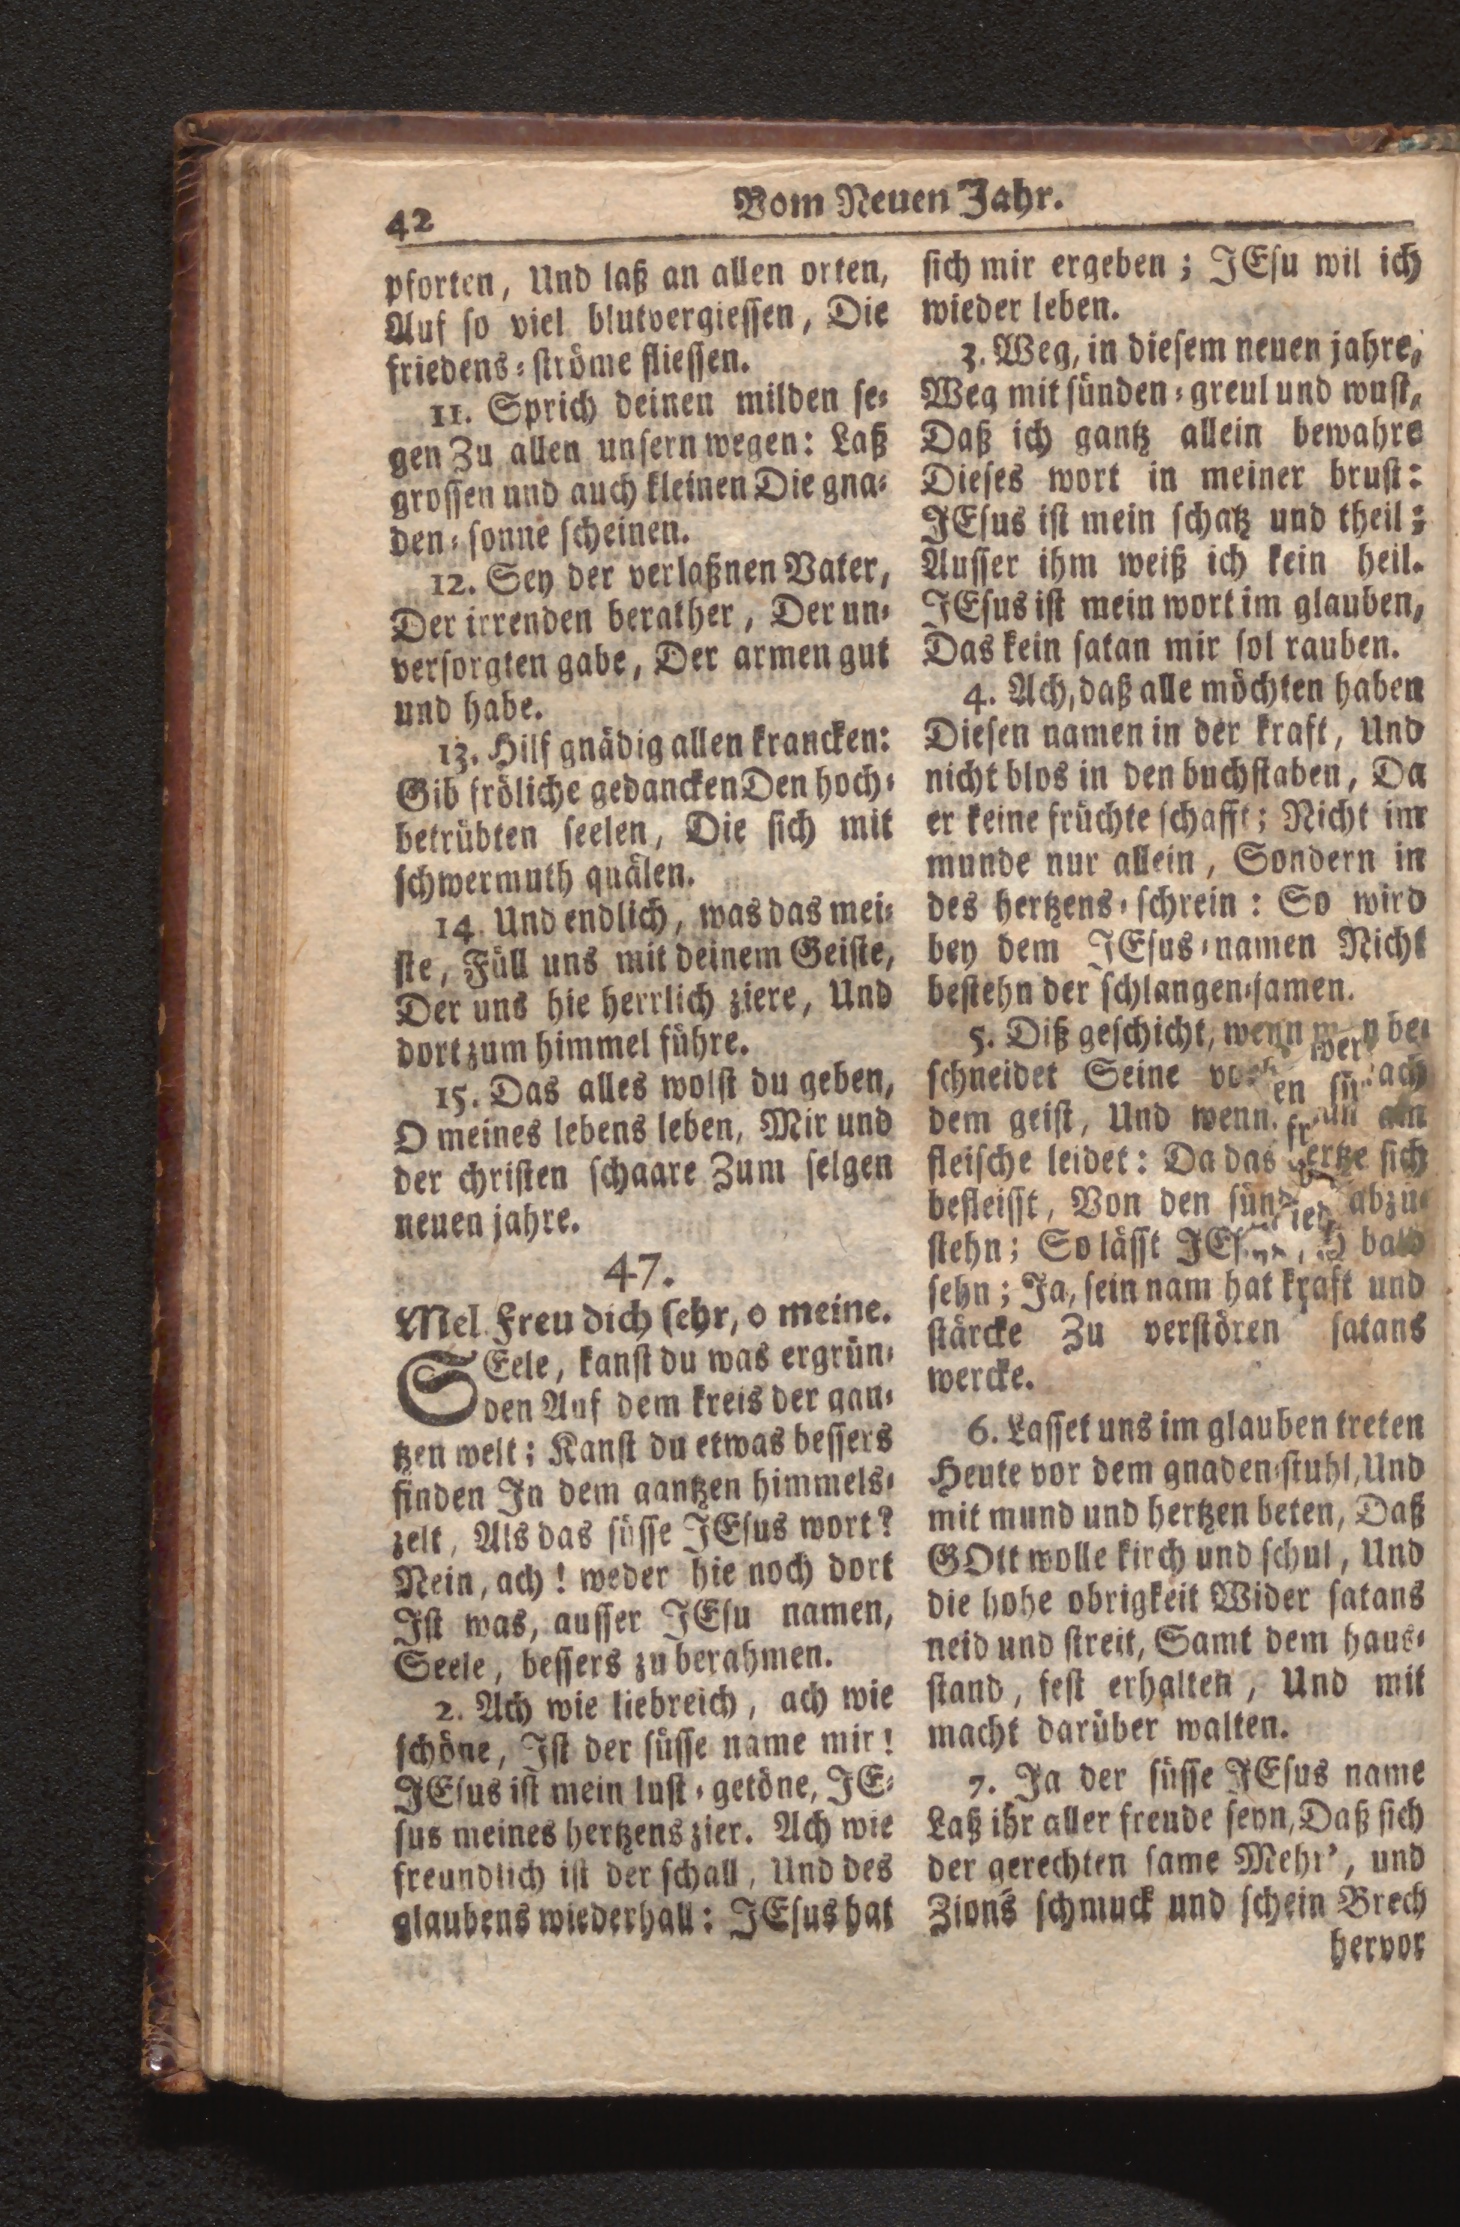 42
Vom Neuen Jahr.
pforten, Und laß an allen orten,
Auf so viel blutvergiessen, Die
friedens-ströme fliessen.
11. Sprich deinen milden se-
gen Zu allen unsern wegen: Laß
grossen und auch kleinen Die gna-
den-sonne scheinen.
12. Sey der verlaßnen Vater,
Der irrenden berather, Der un-
versorgten gabe, Der armen gut
und habe.
13. Hilf gnädig allen krancken:
Gib fröliche gedancken Den hoch-
betrübten seelen, Die sich mit
schwermuth quälen.
14. Und endlich, was das mei-
ste, Füll uns mit deinem Geiste,
Der uns hie herrlich ziere, Und
dort zum himmel führe.
15. Das alles wolst du geben,
O meines lebens leben, Mir und
der christen schaare Zum selgen
neuen jahre.
47.
Mel. Freu dich sehr, o meine.
SEele, kanst du was ergrün-
den Auf dem kreis der gan-
tzen welt; Kanst du etwas bessers
finden In dem gantzen himmels-
zelt, Als das süsse JEsus wort?
Nein, ach! weder hie noch dort
Ist was, ausser JEsu namen,
Seele, bessers zu berahmen.
2. Ach wie liebreich, ach wie
schöne, Ist der süsse name mir!
JEsus ist mein lust-getöne, JE-
sus meines hertzens zier. Ach wie
freundlich ist der schall, Und des
glaubens wiederhall: JEsus hat
sich mir ergeben; JEsu wil ich
wieder leben.
3. Weg, in diesem neuen jahre,
Weg mit sünden-greul und wust,
Daß ich gantz allein bewahre
Dieses wort in meiner brust:
JEsus ist mein schatz und theil;
Ausser ihm weiß ich kein heil.
JEsus ist mein wort im glauben,
Das kein satan mir sol rauben.
4. Ach, daß alle möchten haben
Diesen namen in der kraft, Und
nicht blos in den buchstaben, Da
er keine früchte schafft; Nicht im
munde nur allein, Sondern in
des hertzens-schrein: So wird
bey dem JEsus-namen Nicht
bestehn der schlangen-samen.
5. Diß geschicht, wenn be-
schneidet Seine
dem geist, Und wenn am
fleische leidet: Da das sich
befleisst, Von den abzu-
stehn; So lässt bald
sehn; Ja, sein nam hat kraft und
stärcke Zu verstören satans
wercke.
6. Lasset uns im glauben treten
Heute vor dem gnaden-stuhl, Und
mit mund und hertzen beten, Daß
GOtt wolle kirch und schul, Und
die hohe obrigkeit Wider satans
neid und streit, Samt dem haus-
stand, fest erhalten, Und mit
macht darüber walten.
7. Ja der süsse JEsus name
Laß ihr aller freude seyn, Daß sich
der gerechten same Mehr', und
Zions schmuck und schein Brech
hervor